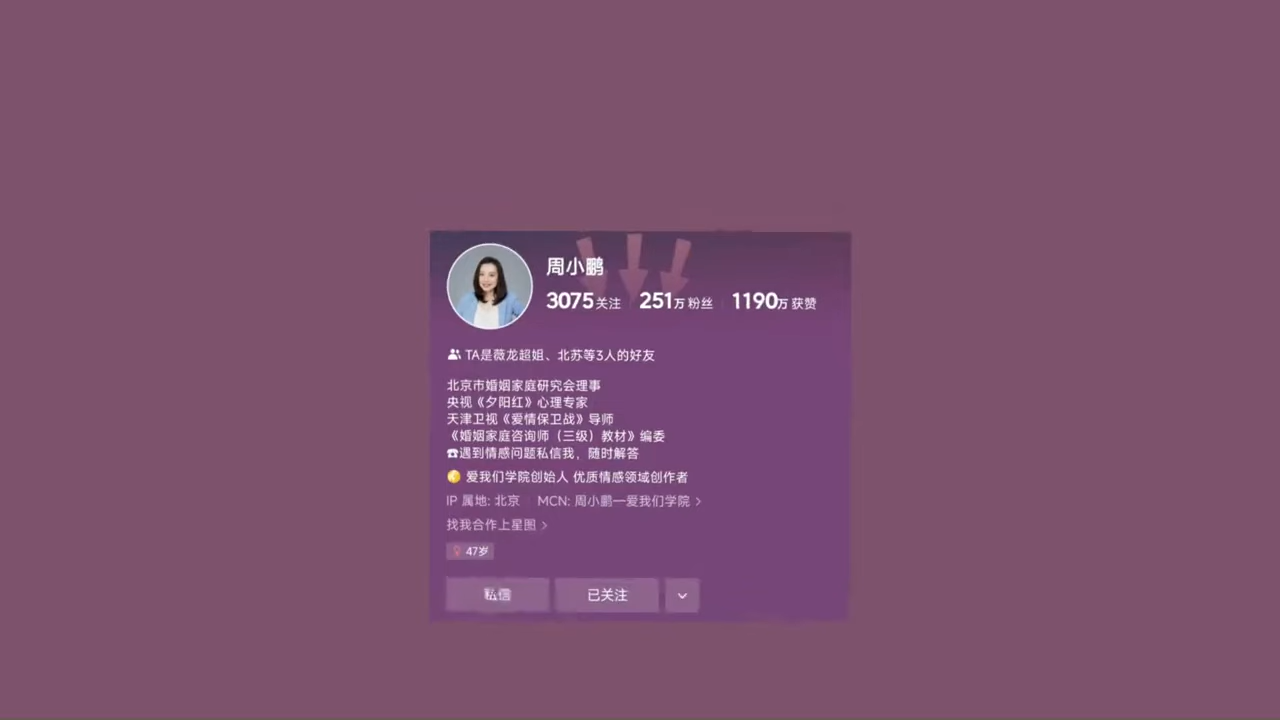 周小鹏
3075关注 251万粉丝 1190万获赞
TA是薇龙超姐、北苏等3人的好友
北京市婚姻家庭研究会理事
央视《夕阳红》心理专家
天津卫视《爱情保卫战》导师
《婚姻家庭咨询师（三级）教材》编委
☎遇到情感问题私信我，随时解答
爱我们学院创始人 优质情感领域创作者
IP 属地: 北京 MCN: 周小鹏—爱我们学院 >
找我合作上星图 >
47岁
私信 已关注